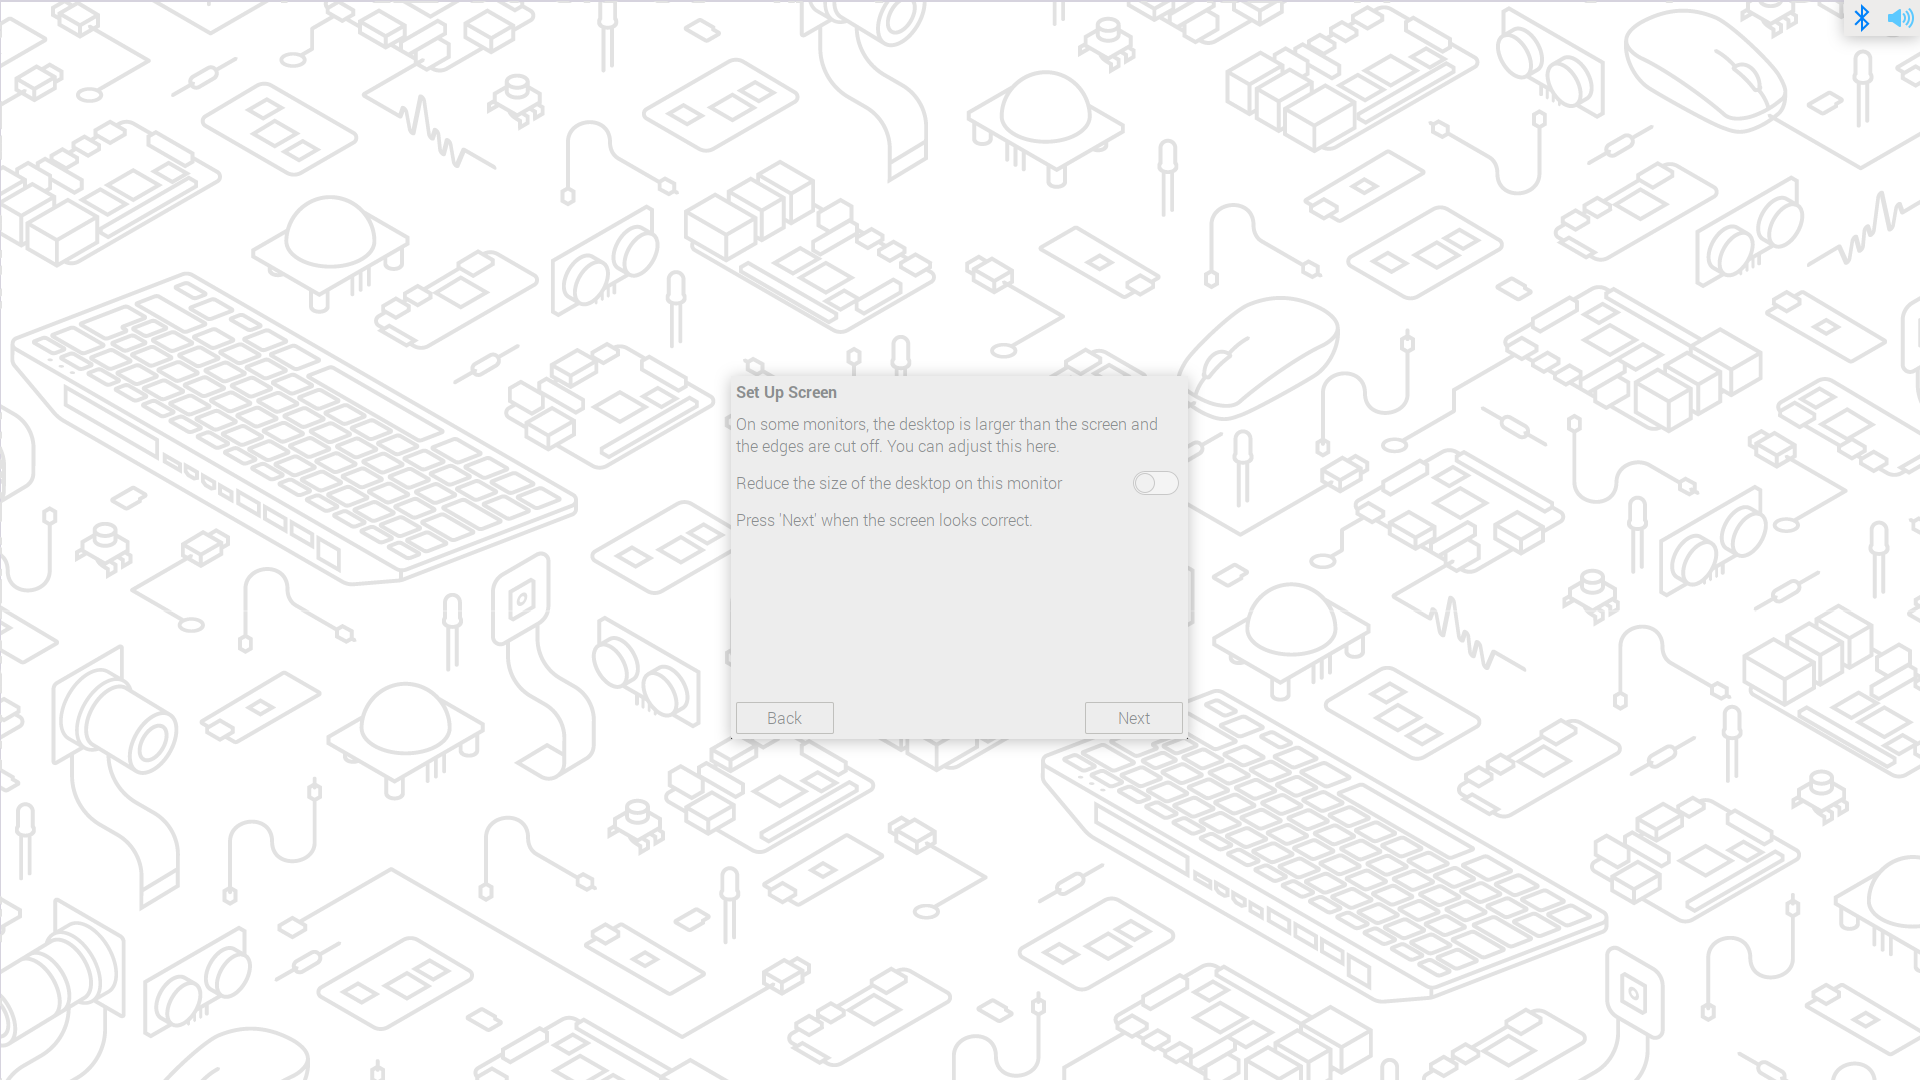 Set Up Screen
On some monitors, the desktop is larger than the screen and
the edges are cut off. You can adjust this here.
Reduce the size of the desktop on this monitor
Press 'Next' when the screen looks correct.
Back
Next